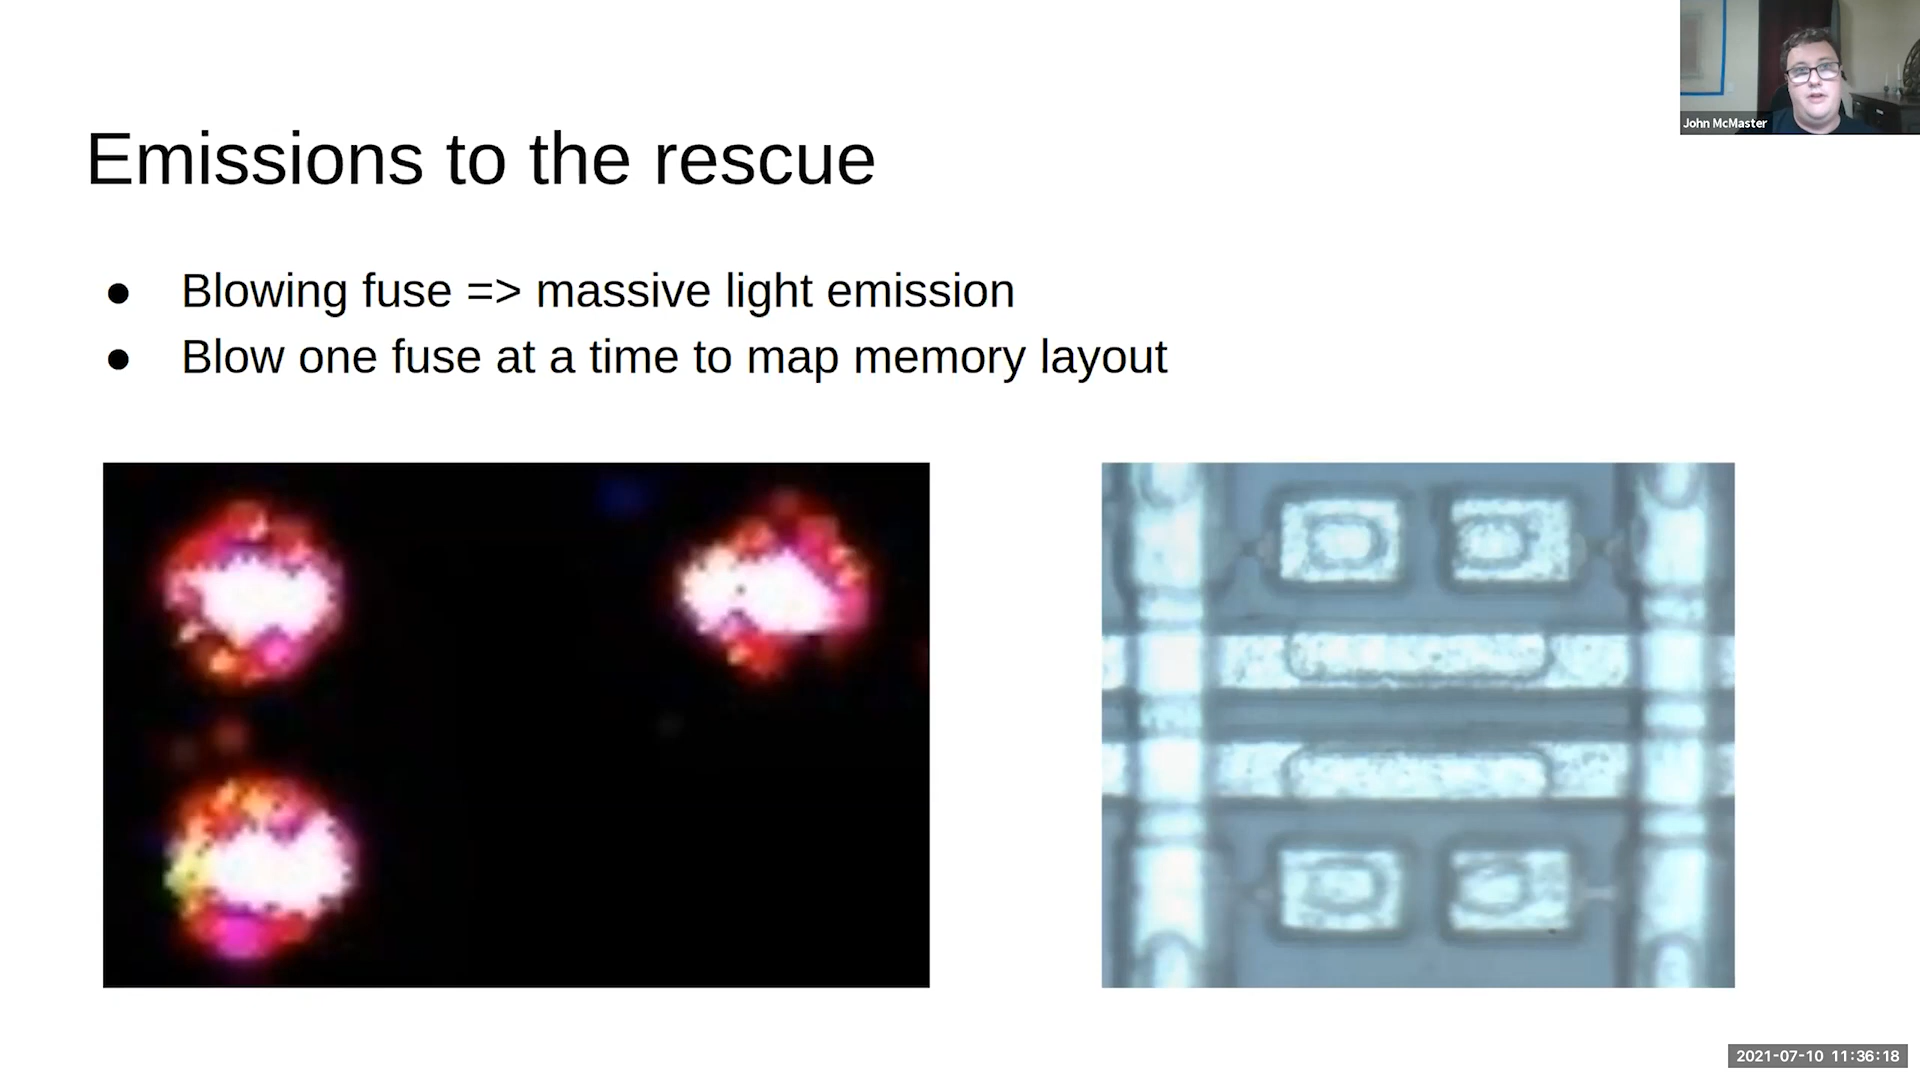 John McMaster
Emissions to the rescue
● Blowing fuse => massive light emission
● Blow one fuse at a time to map memory layout
2021-07-10 11:36:18